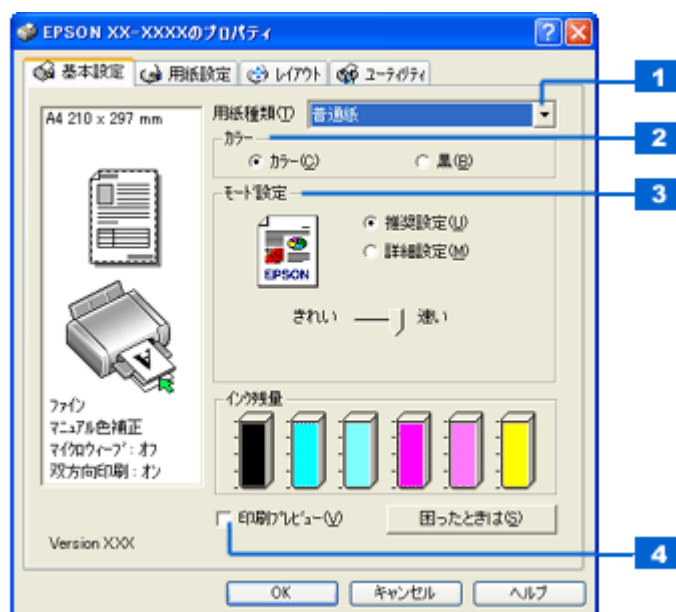 EPSON XX-XXXXのプロパティ
基本設定 用紙設定 レイアウト ユーティリティ
A4 210 x 297 mm
用紙種類(T) 普通紙
1
カラー
2
カラー(C) 黒(B)
モード設定
3
推奨設定(U)
詳細設定(M)
EPSON
きれい 速い
A
ファイン
マニュアル色補正
マイクロウィーブ:オフ
双方向印刷:オン
インク残量
印刷プレビュー(V) 困ったときは(S)
Version XXX
4
OK キャンセル ヘルプ